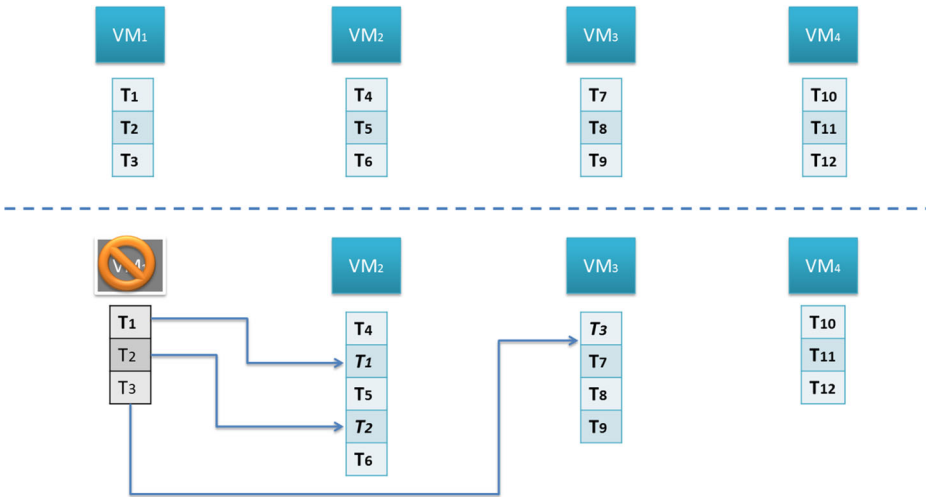 VM₁ VM₂ VM₃ VM₄
T1 T4 T7 T10
T2 T5 T8 T11
T3 T6 T9 T12
VM₂ VM₃ VM₄
T1 T4 T3 T10
T2 T1 T7 T11
T3 T5 T8 T12
T2 T9
T6